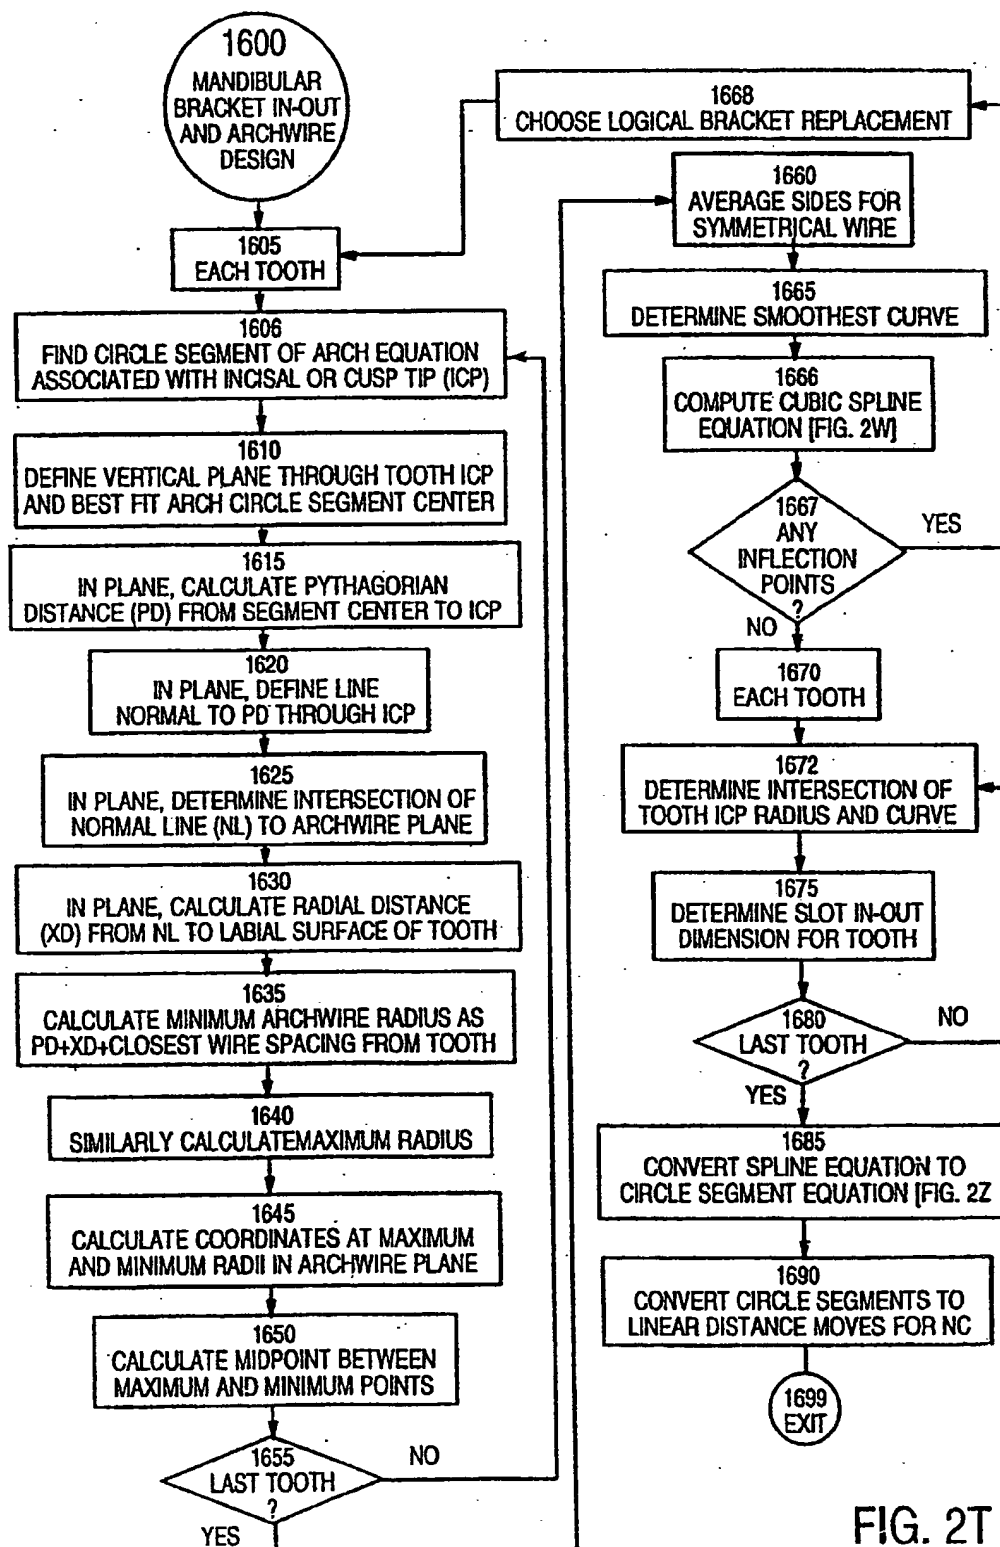 1600
MANDIBULAR
BRACKET IN-OUT
AND ARCHWIRE
DESIGN
1605
EACH TOOTH
1606
FIND CIRCLE SEGMENT OF ARCH EQUATION
ASSOCIATED WITH INCISAL OR CUSP TIP (ICP)
1610
DEFINE VERTICAL PLANE THROUGH TOOTH ICP
AND BEST FIT ARCH CIRCLE SEGMENT CENTER
1615
IN PLANE, CALCULATE PYTHAGORIAN
DISTANCE (PD) FROM SEGMENT CENTER TO ICP
1620
IN PLANE, DEFINE LINE
NORMAL TO PD THROUGH ICP
1625
IN PLANE, DETERMINE INTERSECTION OF
NORMAL LINE (NL) TO ARCHWIRE PLANE
1630
IN PLANE, CALCULATE RADIAL DISTANCE
(XD) FROM NL TO LABIAL SURFACE OF TOOTH
1635
CALCULATE MINIMUM ARCHWIRE RADIUS AS
PD+XD+CLOSEST WIRE SPACING FROM TOOTH
1640
SIMILARLY CALCULATEMAXIMUM RADIUS
1645
CALCULATE COORDINATES AT MAXIMUM
AND MINIMUM RADII IN ARCHWIRE PLANE
1650
CALCULATE MIDPOINT BETWEEN
MAXIMUM AND MINIMUM POINTS
1655
LAST TOOTH
?
NO
YES
1668
CHOOSE LOGICAL BRACKET REPLACEMENT
1660
AVERAGE SIDES FOR
SYMMETRICAL WIRE
1665
DETERMINE SMOOTHEST CURVE
1666
COMPUTE CUBIC SPLINE
EQUATION [FIG. 2W]
1667
ANY
INFLECTION
POINTS
?
YES
NO
1670
EACH TOOTH
1672
DETERMINE INTERSECTION OF
TOOTH ICP RADIUS AND CURVE
1675
DETERMINE SLOT IN-OUT
DIMENSION FOR TOOTH
1680
LAST TOOTH
?
NO
YES
1685
CONVERT SPLINE EQUATION TO
CIRCLE SEGMENT EQUATION [FIG. 2Z
1690
CONVERT CIRCLE SEGMENTS TO
LINEAR DISTANCE MOVES FOR NC
1699
EXIT
FIG. 2T